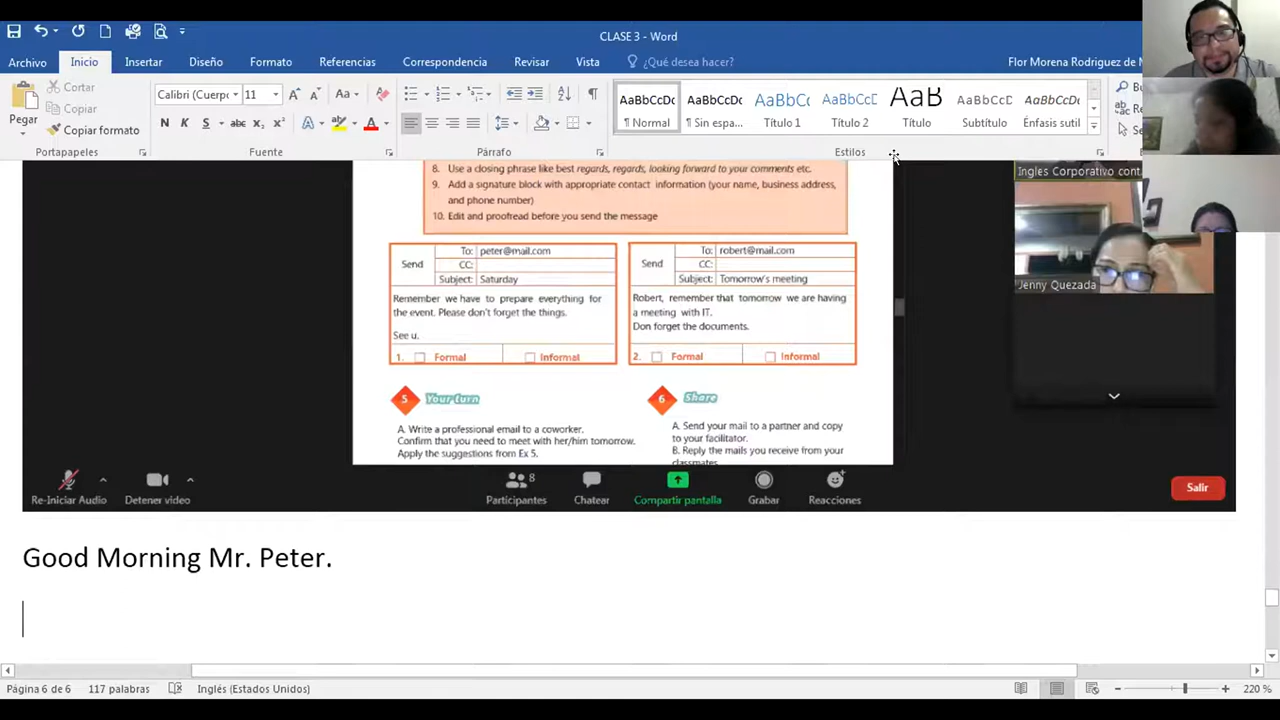 CLASE 3 - Word
Archivo Inicio Insertar Diseño Formato Referencias Correspondencia Revisar Vista ¿Qué desea hacer? Flor Morena Rodriguez de M
Cortar
Copiar
Copiar formato
Pegar
Calibri (Cuerp 11
Aa
N K S abc x₂ x²
A A
AaBbCcDc AaBbCcDc AaBbCc AaBbCcD AaB AaBbCcD AaBbCcDc
¶ Normal ¶ Sin espa... Título 1 Título 2 Título Subtítulo Énfasis sutil
Bu
Re
Se
Portapapeles Fuente Párrafo Estilos
8. Use a closing phrase like best regards, regards, looking forward to your comments etc.
9. Add a signature block with appropriate contact information (your name, business address,
and phone number)
10. Edit and proofread before you send the message
Send
To: peter@mail.com
CC:
Subject: Saturday
Remember we have to prepare everything for
the event. Please don't forget the things.
See u.
1. Formal Informal
Send
To: robert@mail.com
CC:
Subject: Tomorrow's meeting
Robert, remember that tomorrow we are having
a meeting with IT.
Don forget the documents.
2. Formal Informal
5 Your turn
A. Write a professional email to a coworker.
Confirm that you need to meet with her/him tomorrow.
Apply the suggestions from Ex 5.
6 Share
A. Send your mail to a partner and copy
to your facilitator.
B. Reply the mails you receive from your
classmates
Ingles Corporativo cont
Jenny Quezada
8
Re-Iniciar Audio Detener video Participantes Chatear Compartir pantalla Grabar Reacciones Salir
Good Morning Mr. Peter.
Página 6 de 6 117 palabras Inglés (Estados Unidos) 220 %